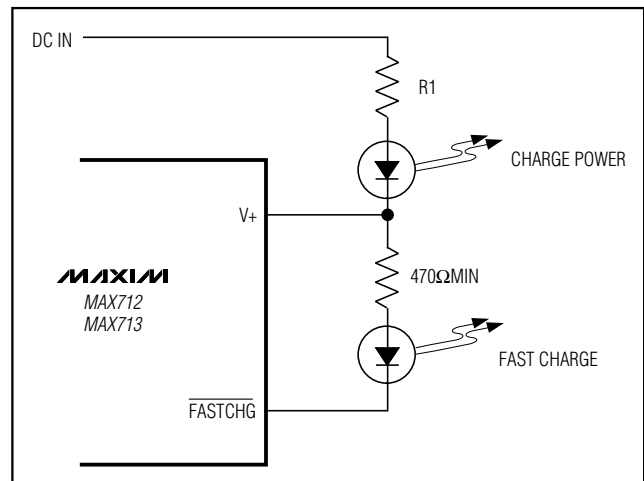 DC IN
R1
CHARGE POWER
V+
470ΩMIN
MAXIM
MAX712
MAX713
FAST CHARGE
FASTCHG